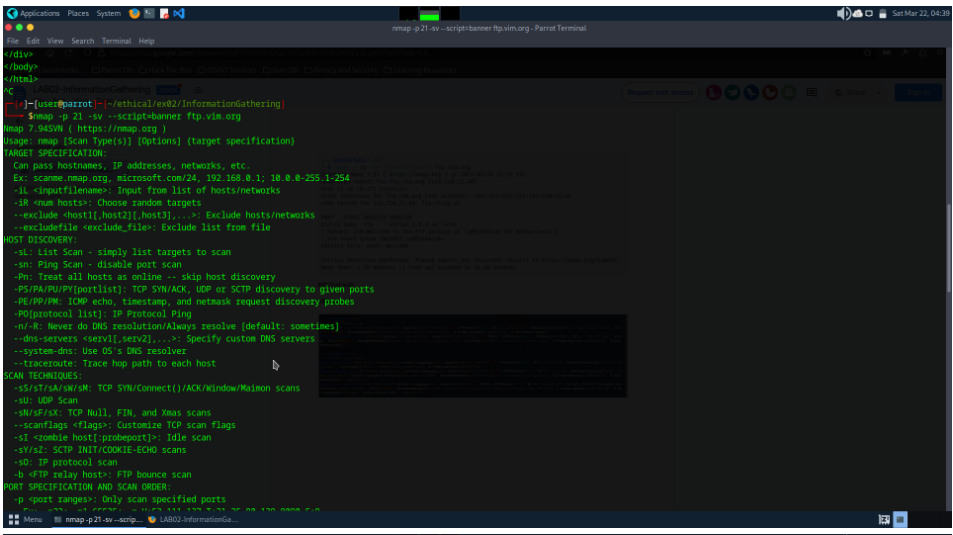 Applications Places System Sat Mar 22, 04:39
nmap -p 21 -sv --script=banner ftp.vim.org - Parrot Terminal
File Edit View Search Terminal Help
</div>
</body>
</html>
^C
[user@parrot]-[~/ethical/ex02/InformationGathering]
$nmap -p 21 -sv --script=banner ftp.vim.org
Nmap 7.94SVN ( https://nmap.org )
Usage: nmap [Scan Type(s)] [Options] {target specification}
TARGET SPECIFICATION:
Can pass hostnames, IP addresses, networks, etc.
Ex: scanme.nmap.org, microsoft.com/24, 192.168.0.1; 10.0.0-255.1-254
-iL <inputfilename>: Input from list of hosts/networks
-iR <num hosts>: Choose random targets
--exclude <host1[,host2][,host3],...>: Exclude hosts/networks
--excludefile <exclude_file>: Exclude list from file
HOST DISCOVERY:
-sL: List Scan - simply list targets to scan
-sn: Ping Scan - disable port scan
-Pn: Treat all hosts as online -- skip host discovery
-PS/PA/PU/PY[portlist]: TCP SYN/ACK, UDP or SCTP discovery to given ports
-PE/PP/PM: ICMP echo, timestamp, and netmask request discovery probes
-PO[protocol list]: IP Protocol Ping
-n/-R: Never do DNS resolution/Always resolve [default: sometimes]
--dns-servers <serv1[,serv2],...>: Specify custom DNS servers
--system-dns: Use OS's DNS resolver
--traceroute: Trace hop path to each host
SCAN TECHNIQUES:
-sS/sT/sA/sW/sM: TCP SYN/Connect()/ACK/Window/Maimon scans
-sU: UDP Scan
-sN/sF/sX: TCP Null, FIN, and Xmas scans
--scanflags <flags>: Customize TCP scan flags
-sI <zombie host[:probeport]>: Idle scan
-sY/sZ: SCTP INIT/COOKIE-ECHO scans
-sO: IP protocol scan
-b <FTP relay host>: FTP bounce scan
PORT SPECIFICATION AND SCAN ORDER:
-p <port ranges>: Only scan specified ports
Menu nmap -p 21 -sv --scrip... LAB02-InformationGa...